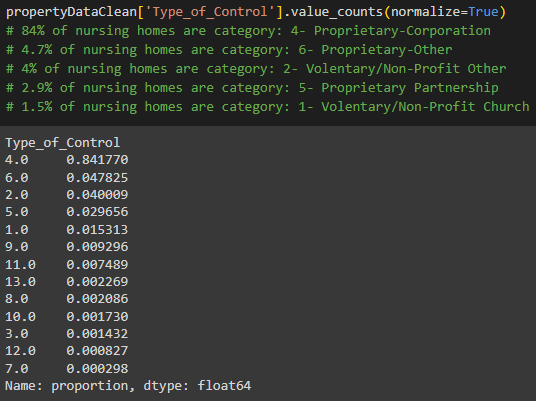 propertyDataClean['Type_of_Control'].value_counts(normalize=True)
# 84% of nursing homes are category: 4- Proprietary-Corporation
# 4.7% of nursing homes are category: 6- Proprietary-Other
# 4% of nursing homes are category: 2- Volentary/Non-Profit Other
# 2.9% of nursing homes are category: 5- Proprietary Partnership
# 1.5% of nursing homes are category: 1- Volentary/Non-Profit Church
Type_of_Control
4.0     0.841770
6.0     0.047825
2.0     0.040009
5.0     0.029656
1.0     0.015313
9.0     0.009296
11.0    0.007489
13.0    0.002269
8.0     0.002086
10.0    0.001730
3.0     0.001432
12.0    0.000827
7.0     0.000298
Name: proportion, dtype: float64